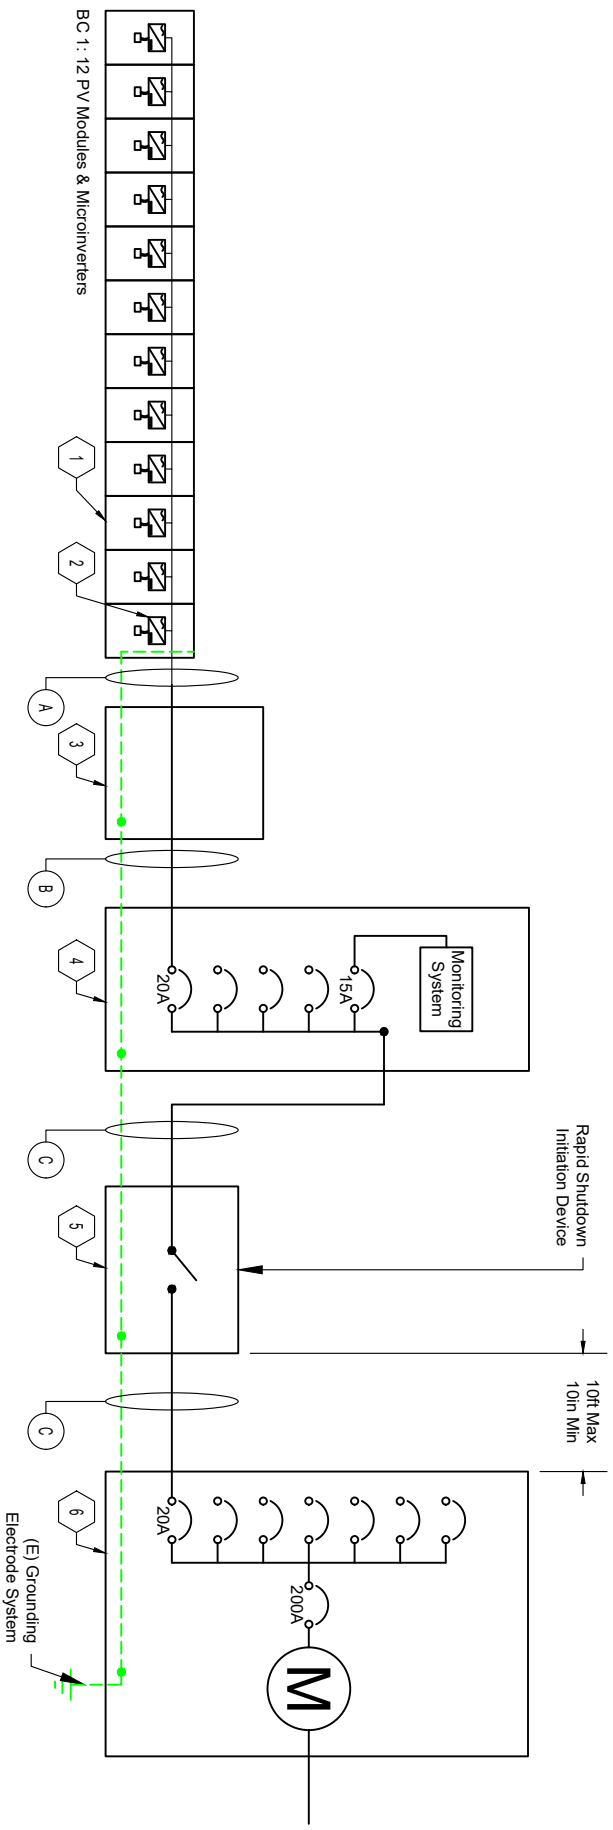 BC 1: 12 PV Modules & Microinverters
1
2
A
3
B
4
20A
15A
Monitoring
System
C
5
Rapid Shutdown
Initiation Device
C
10ft Max
10in Min
6
20A
200A
M
(E) Grounding
Electrode System